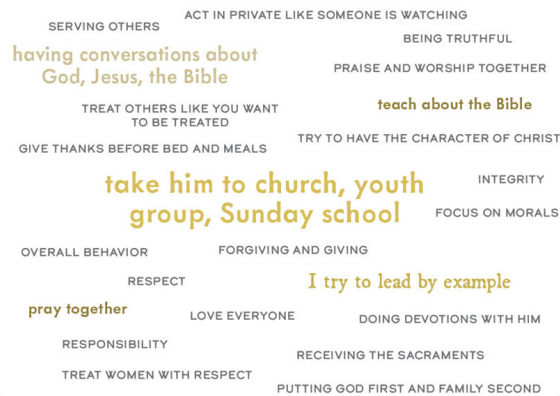 ACT IN PRIVATE LIKE SOMEONE IS WATCHING
SERVING OTHERS
BEING TRUTHFUL
having conversations about
God, Jesus, the Bible
PRAISE AND WORSHIP TOGETHER
teach about the Bible
TREAT OTHERS LIKE YOU WANT
TO BE TREATED
TRY TO HAVE THE CHARACTER OF CHRIST
GIVE THANKS BEFORE BED AND MEALS
take him to church, youth
group, Sunday school
INTEGRITY
FOCUS ON MORALS
OVERALL BEHAVIOR
FORGIVING AND GIVING
RESPECT
I try to lead by example
pray together
LOVE EVERYONE
DOING DEVOTIONS WITH HIM
RESPONSIBILITY
RECEIVING THE SACRAMENTS
TREAT WOMEN WITH RESPECT
PUTTING GOD FIRST AND FAMILY SECOND